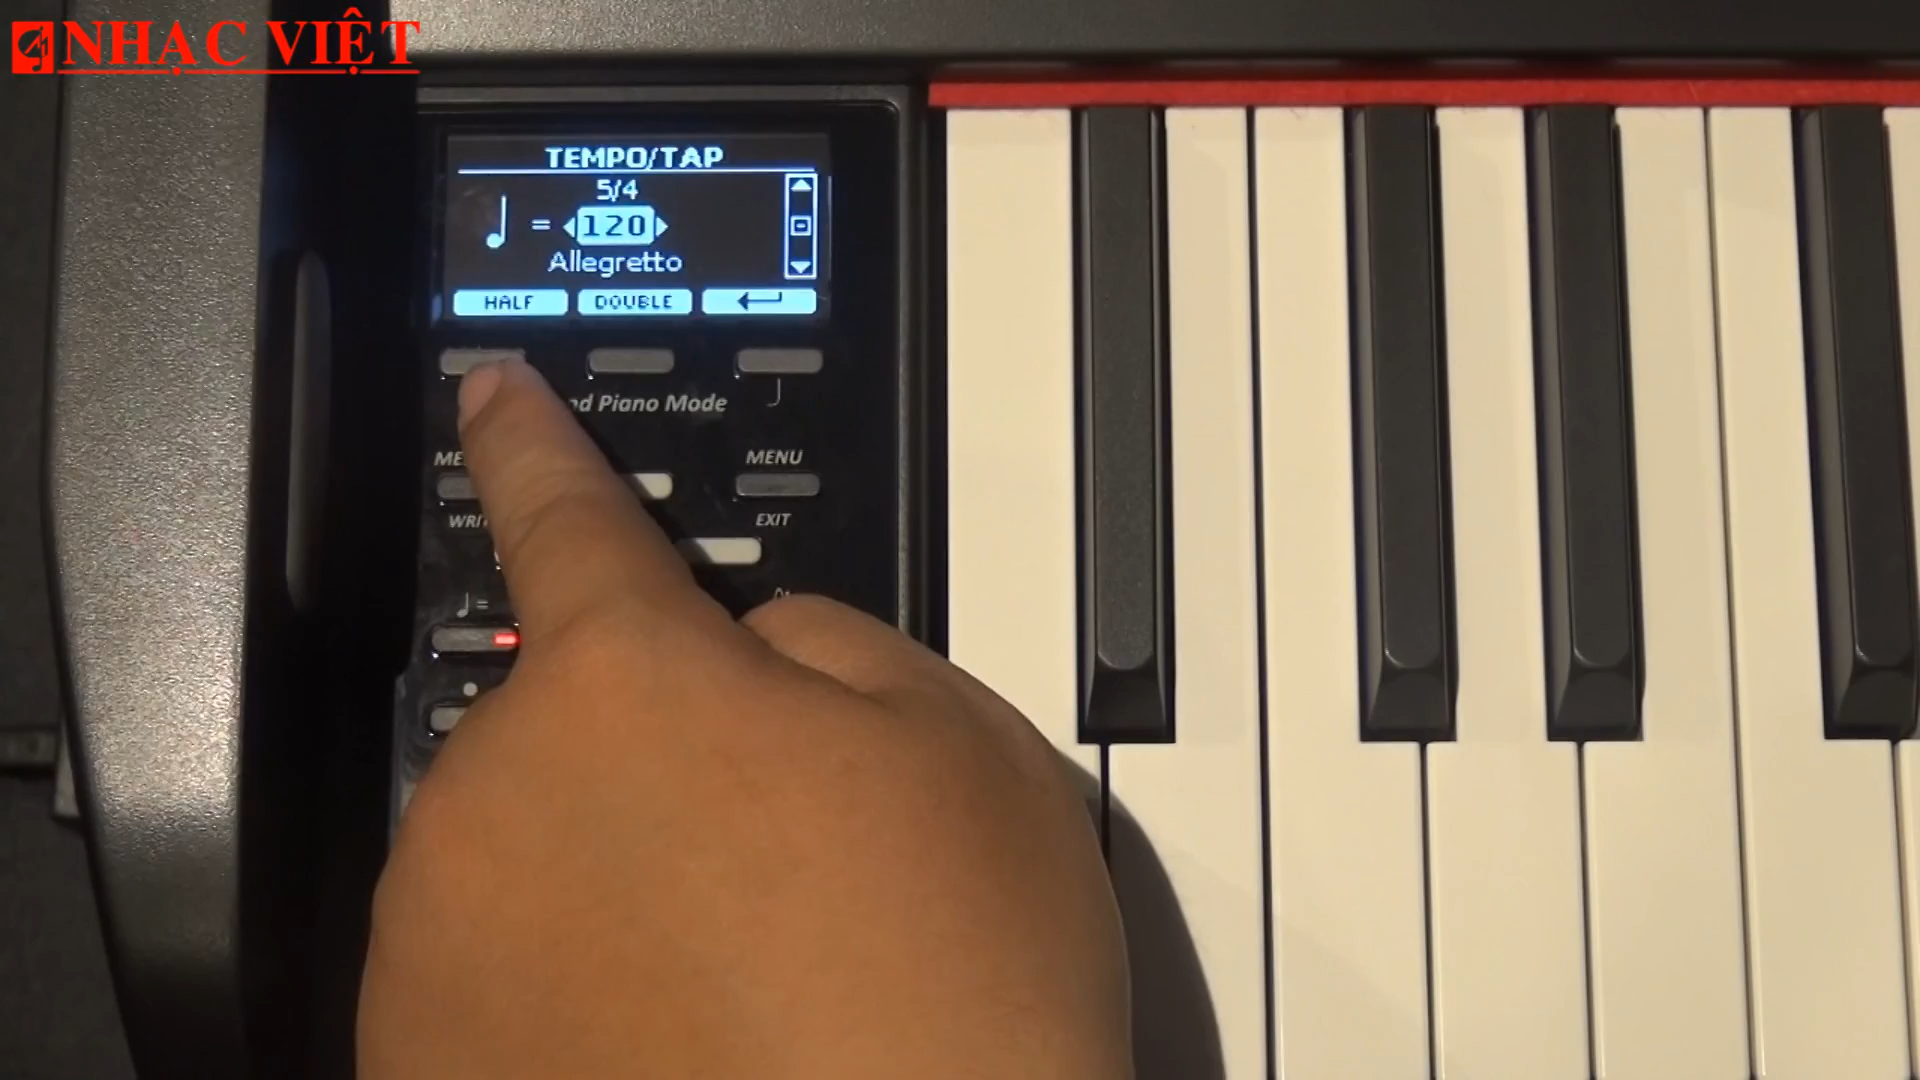 NHẠC VIỆT
TEMPO/TAP
5/4
♩ = 120
Allegretto
HALF DOUBLE
Piano Mode
MENU
EXIT
♩ =